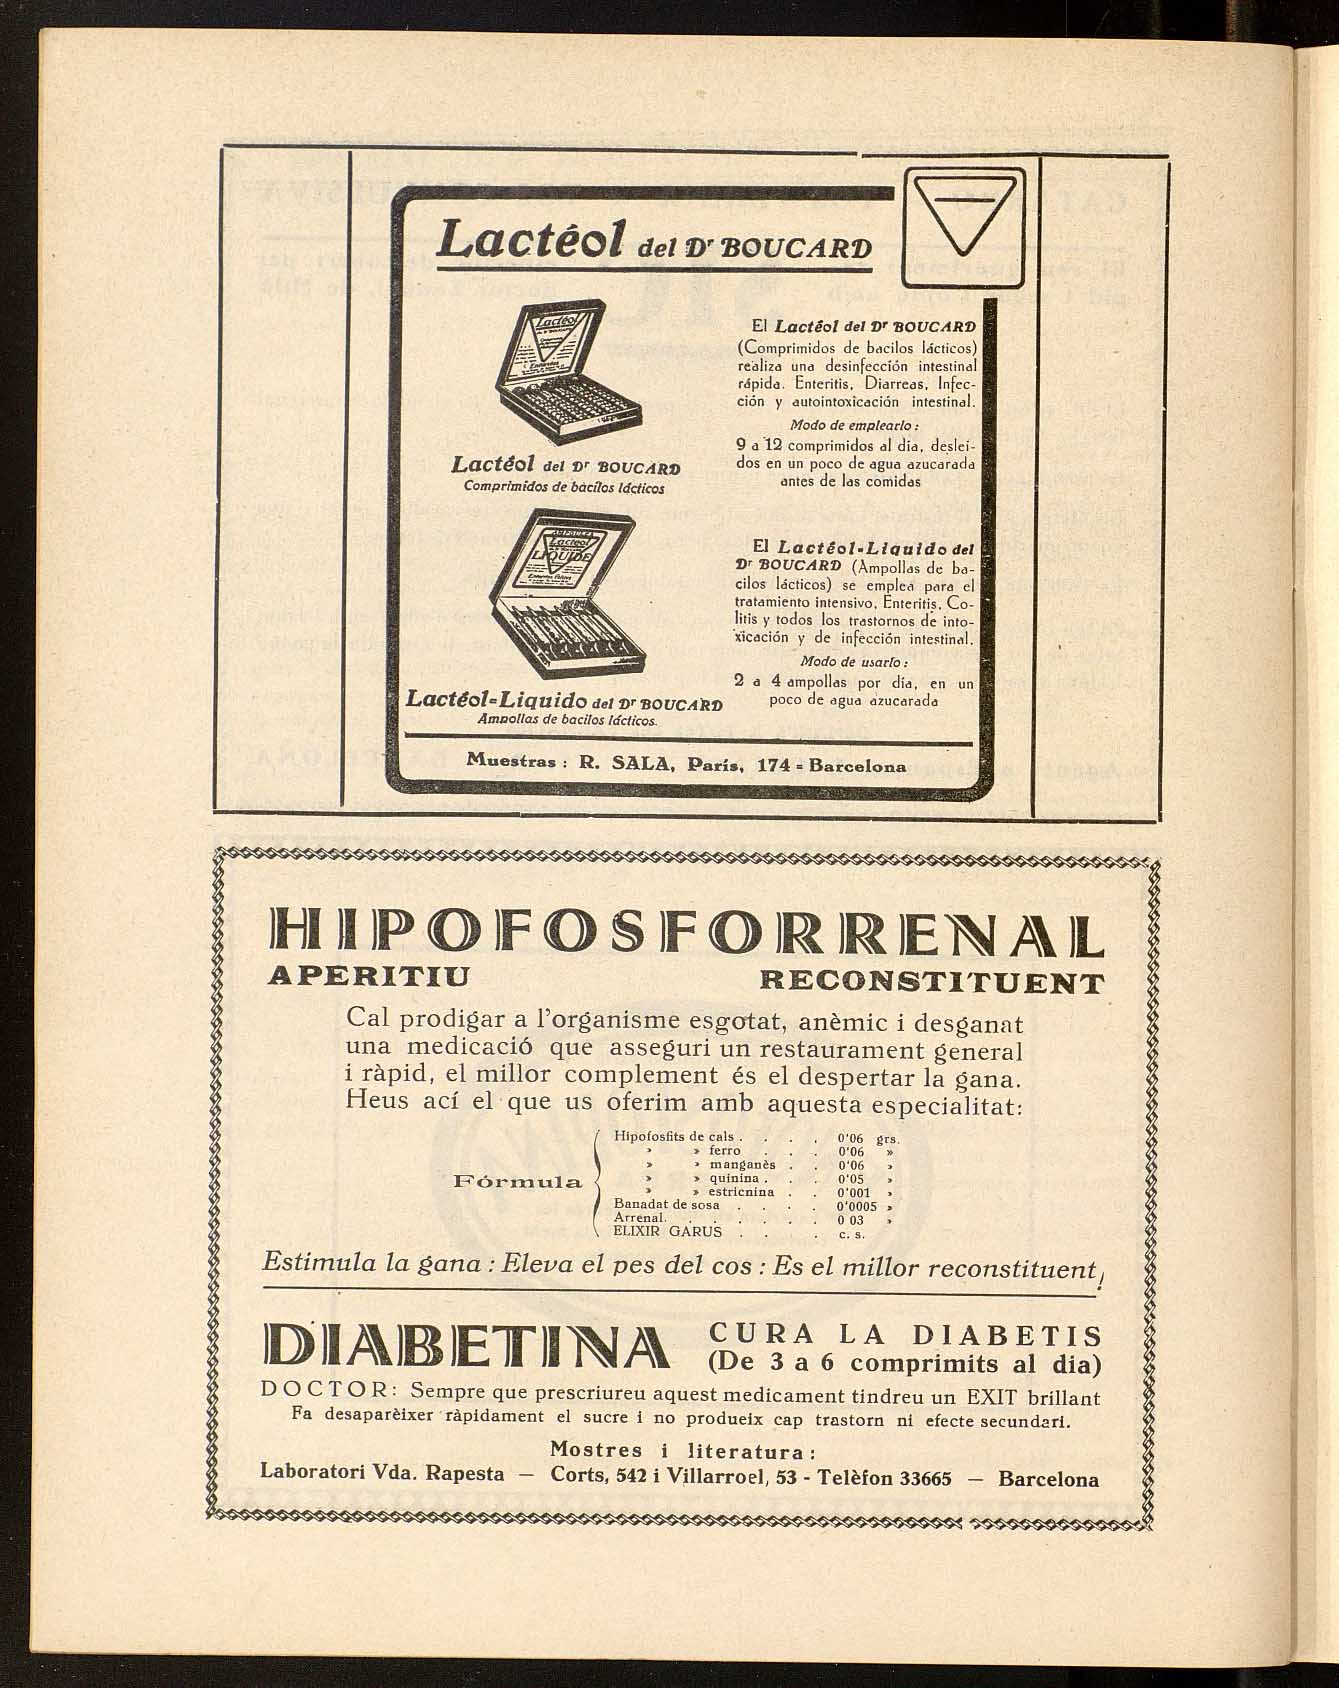 Lactéol del Dr BOUCARD
Lactéol
El Lactéol del Dr BOUCARD
(Comprimidos de bacilos lácticos)
realiza una desinfección intestinal
rápida. Enteritis, Diarreas, Infec-
ción y autointoxicación intestinal.
Modo de emplearlo:
9 a 12 comprimidos al dia, deslei-
dos en un poco de agua azucarada
antes de las comidas
Lactéol del Dr BOUCARD
Comprimidos de bacilos lácticos
AMPOULES
Lactéol
LIQUIDE
El Lactéol-Liquido del
Dr BOUCARD (Ampollas de ba-
cilos lácticos) se emplea para el
tratamiento intensivo, Enteritis, Co-
litis y todos los trastornos de into-
xicación y de infección intestinal.
Modo de usarlo:
2 a 4 ampollas por dia, en un
poco de agua azucarada
Lactéol=Liquido del Dr BOUCARD
Ampollas de bacilos lácticos.
Muestras: R. SALA, París, 174 = Barcelona
HIPOFOSFORRENAL
APERITIU RECONSTITUENT
Cal prodigar a l'organisme esgotat, anèmic i desganat
una medicació que asseguri un restaurament general
i ràpid, el millor complement és el despertar la gana.
Heus ací el que us oferim amb aquesta especialitat:
Fórmula
Hipofosfits de cals . . . . 0'06 grs.
» » ferro . . . 0'06 »
» » manganès . . 0'06 »
» » quinina . . . 0'05 »
» » estricnina . . 0'001 »
Banadat de sosa . . . . 0'0005 »
Arrenal. . . . . . . 0 03 »
ELIXIR GARUS . . . . c. s.
Estimula la gana : Eleva el pes del cos : Es el millor reconstituent!
DIABETINA CURA LA DIABETIS
(De 3 a 6 comprimits al dia)
DOCTOR: Sempre que prescriureu aquest medicament tindreu un EXIT brillant
Fa desaparèixer ràpidament el sucre i no produeix cap trastorn ni efecte secundari.
Mostres i literatura:
Laboratori Vda. Rapesta — Corts, 542 i Villarroel, 53 - Telèfon 33665 — Barcelona